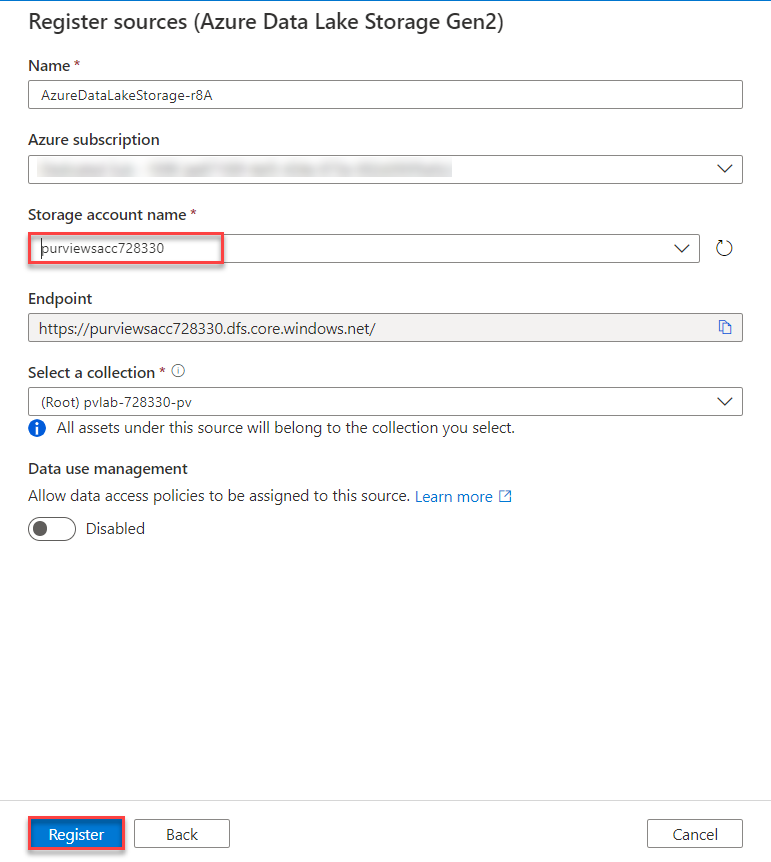 Register sources (Azure Data Lake Storage Gen2)
Name *
AzureDataLakeStorage-r8A
Azure subscription
Storage account name *
purviewsacc728330
Endpoint
https://purviewsacc728330.dfs.core.windows.net/
Select a collection *
(Root) pvlab-728330-pv
All assets under this source will belong to the collection you select.
Data use management
Allow data access policies to be assigned to this source. Learn more
Disabled
Register Back Cancel